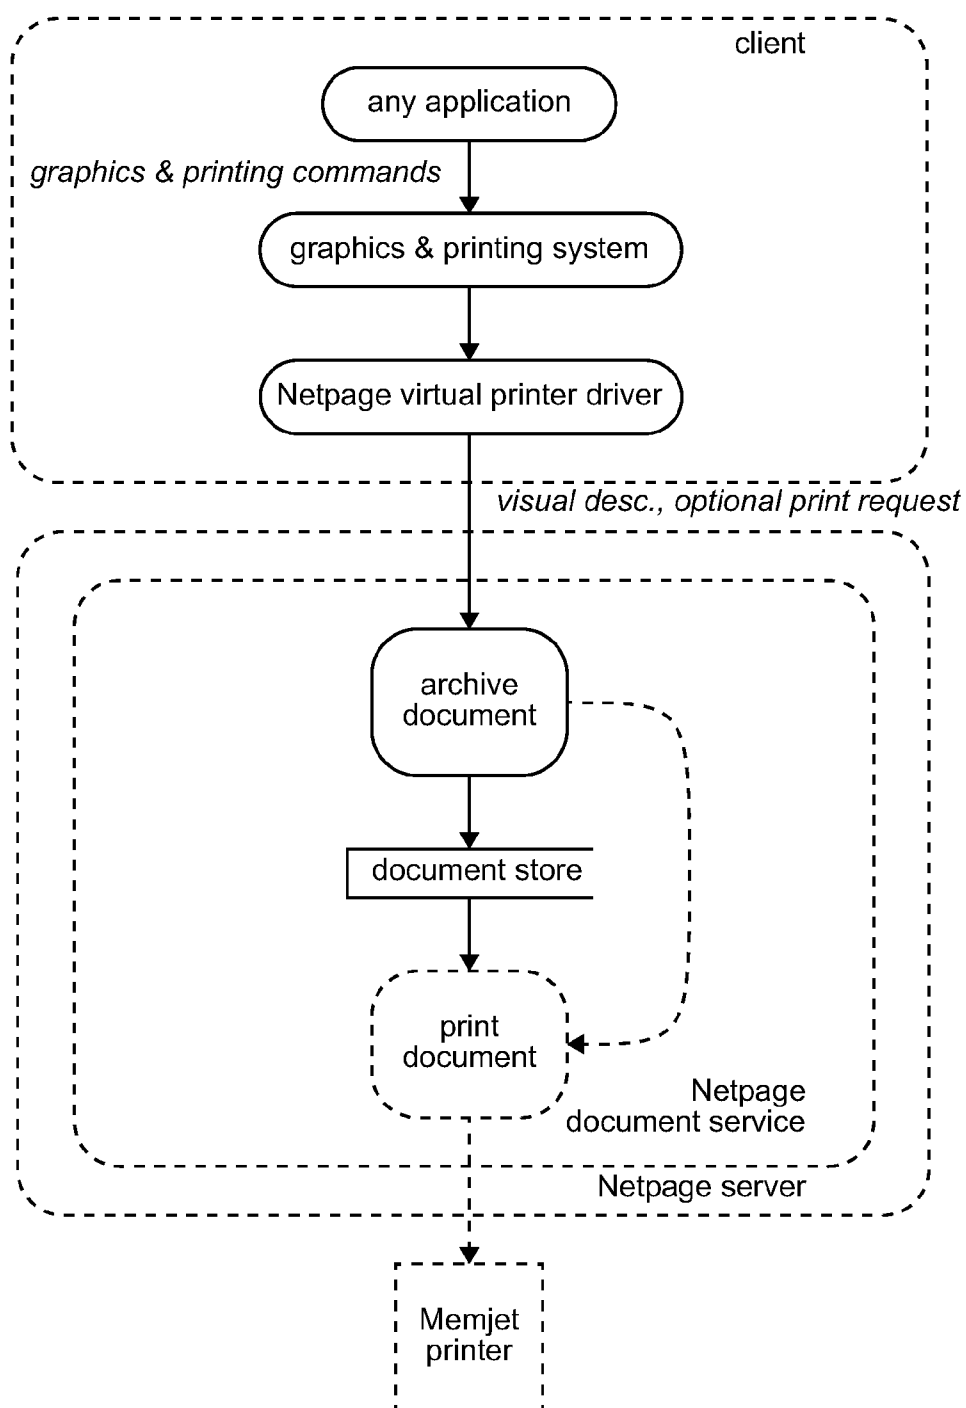 client
any application
graphics & printing commands
graphics & printing system
Netpage virtual printer driver
visual desc., optional print request
archive
document
document store
print
document
Netpage
document service
Netpage server
Memjet
printer